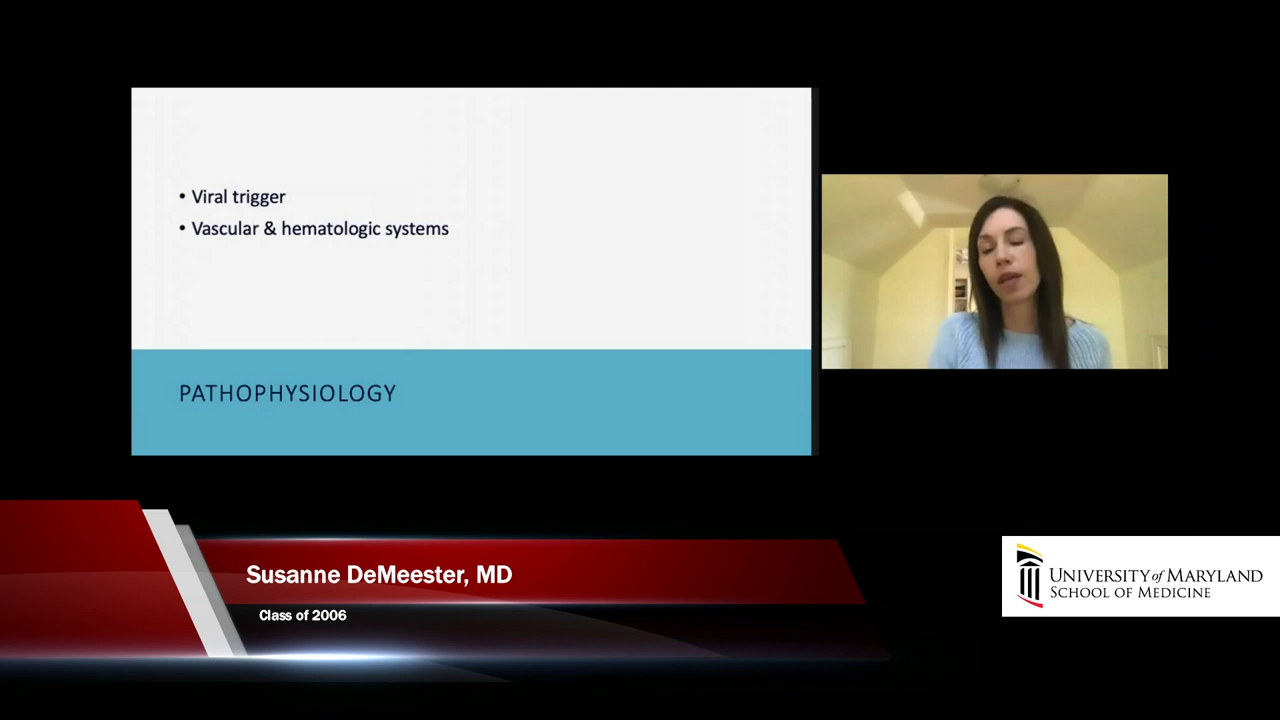 • Viral trigger
• Vascular & hematologic systems
PATHOPHYSIOLOGY
Susanne DeMeester, MD
Class of 2006
UNIVERSITY of MARYLAND
SCHOOL OF MEDICINE